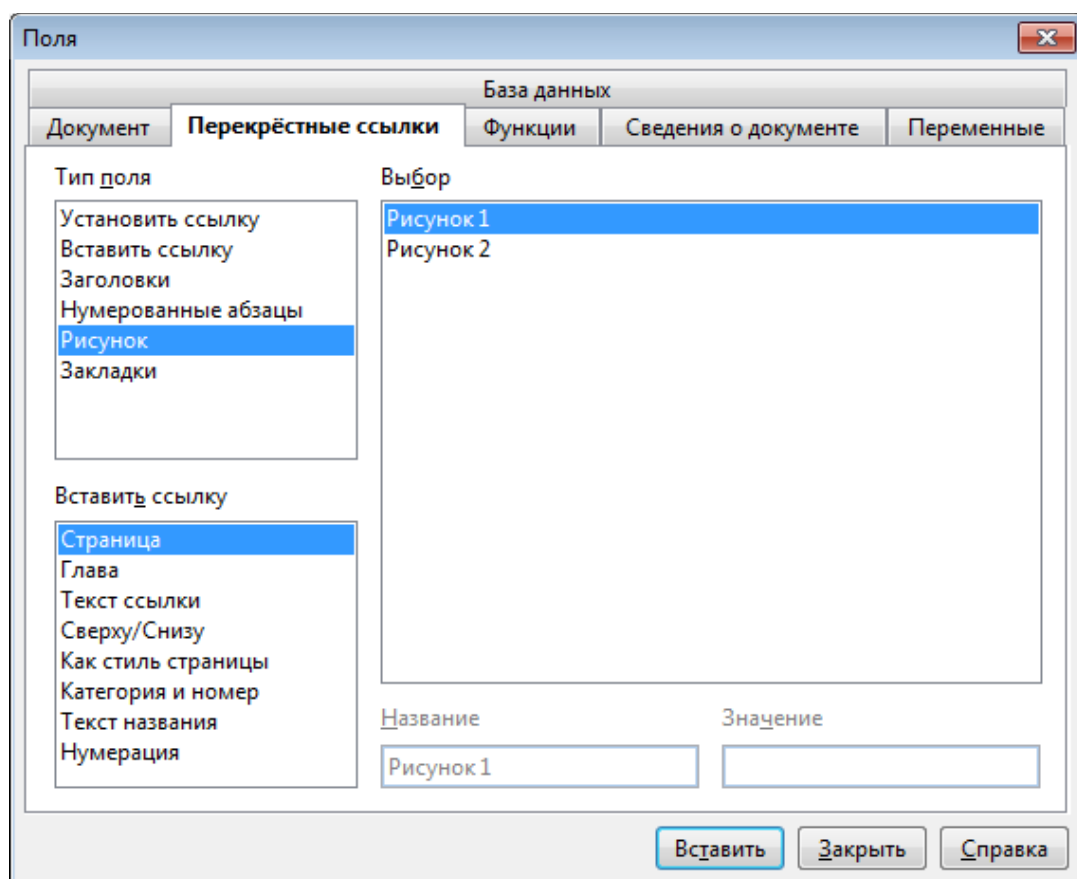 Поля
База данных
Документ Перекрёстные ссылки Функции Сведения о документе Переменные
Тип поля
Установить ссылку
Вставить ссылку
Заголовки
Нумерованные абзацы
Рисунок
Закладки
Выбор
Рисунок 1
Рисунок 2
Вставить ссылку
Страница
Глава
Текст ссылки
Сверху/Снизу
Как стиль страницы
Категория и номер
Текст названия
Нумерация
Название
Рисунок 1
Значение
Вставить Закрыть Справка